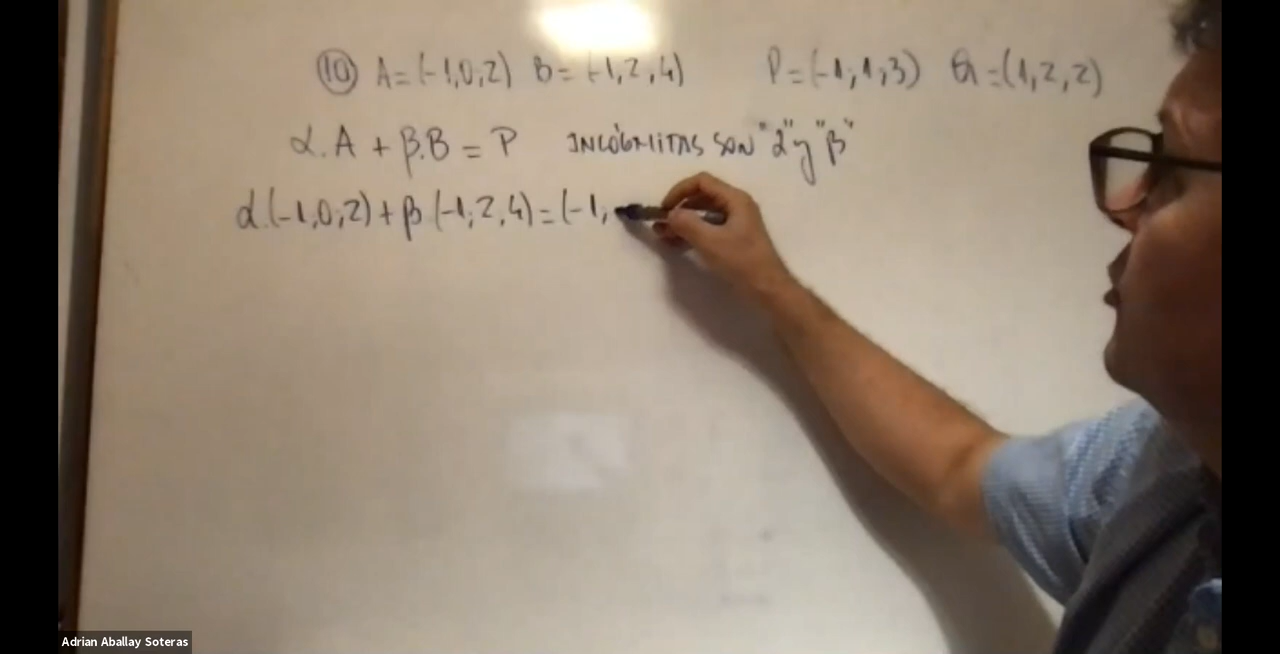 ⑩ A=(-1,0,2) B=(-1,2,4) P=(-1,1,3) Q=(1,2,2)
α.A + β.B = P INCÓGNITAS SON "α" y "β"
α.(-1,0,2)+β.(-1,2,4)=(-1,
Adrian Aballay Soteras